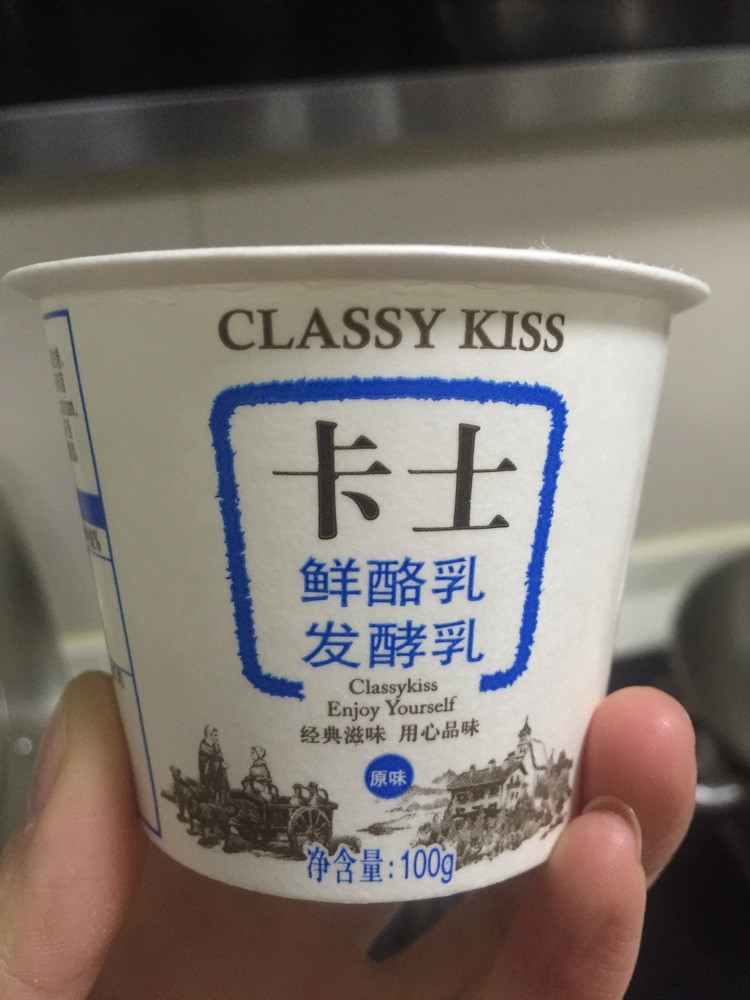 CLASSY KISS
卡士
鲜酪乳
发酵乳
Classykiss
Enjoy Yourself
经典滋味 用心品味
原味
净含量:100g